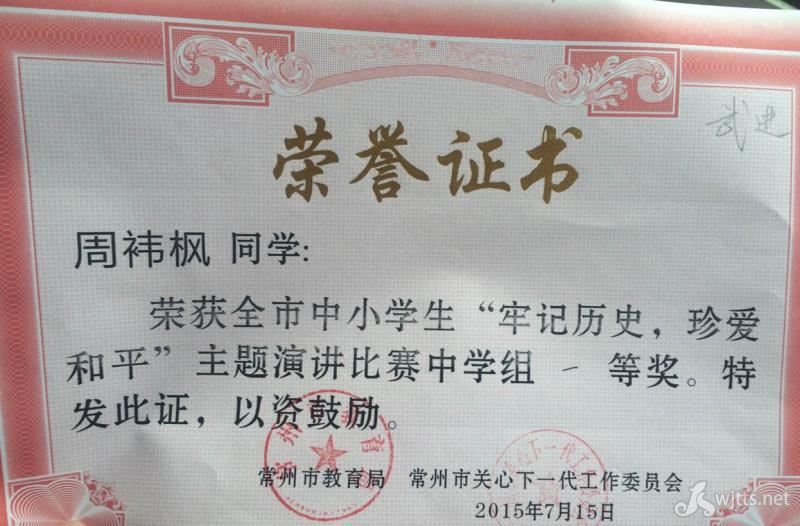 荣誉证书
武进
周祎枫 同学:
荣获全市中小学生“牢记历史，珍爱
和平”主题演讲比赛中学组 一 等奖。特
发此证，以资鼓励。
常州市教育局 常州市关心下一代工作委员会
2015年7月15日
wjtts.net